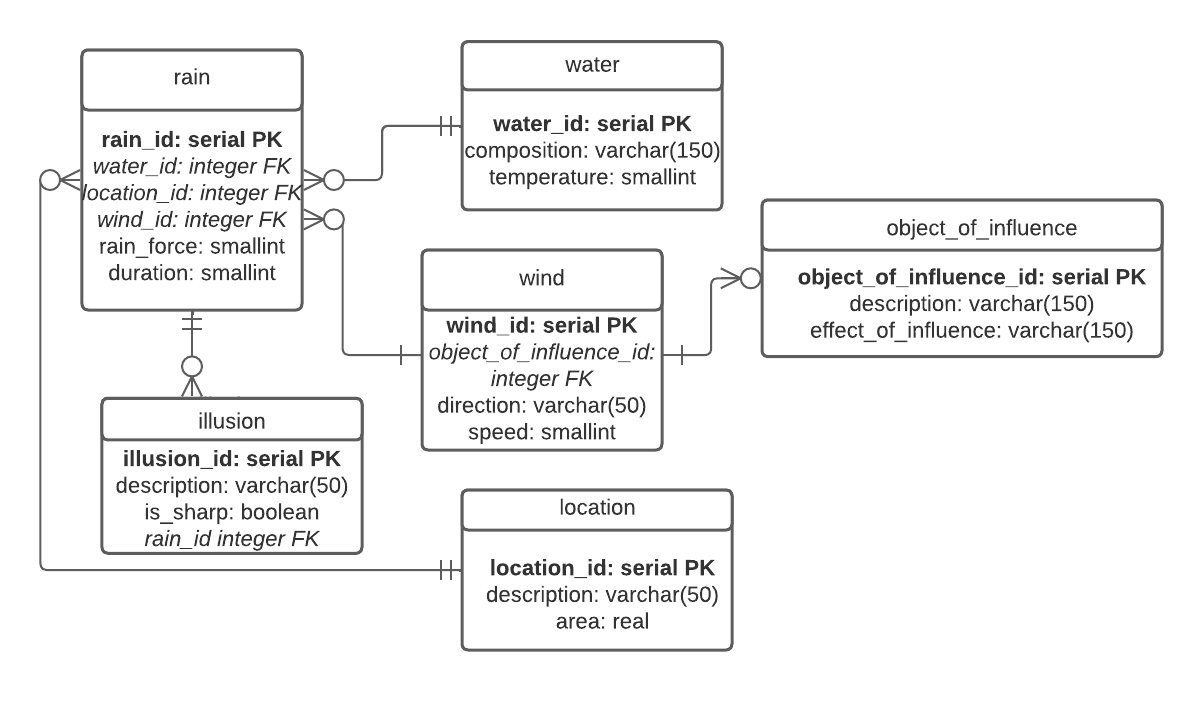 rain
rain_id: serial PK
water_id: integer FK
location_id: integer FK
wind_id: integer FK
rain_force: smallint
duration: smallint
water
water_id: serial PK
composition: varchar(150)
temperature: smallint
object_of_influence
object_of_influence_id: serial PK
description: varchar(150)
effect_of_influence: varchar(150)
wind
wind_id: serial PK
object_of_influence_id:
integer FK
direction: varchar(50)
speed: smallint
illusion
illusion_id: serial PK
description: varchar(50)
is_sharp: boolean
rain_id integer FK
location
location_id: serial PK
description: varchar(50)
area: real